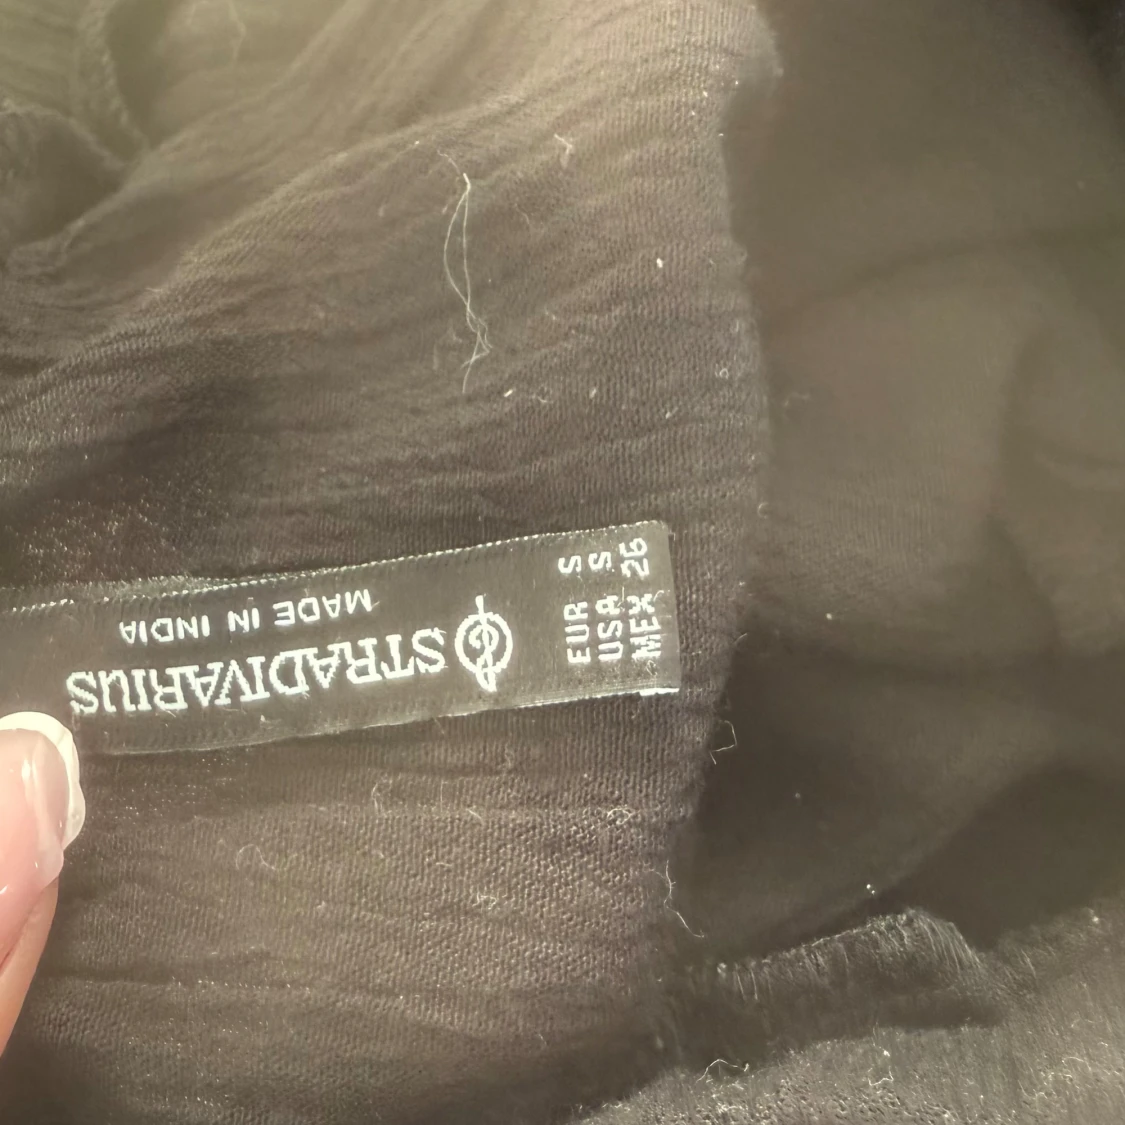 STRADIVARIUS
MADE IN INDIA
EUR S
USA S
MEX 26